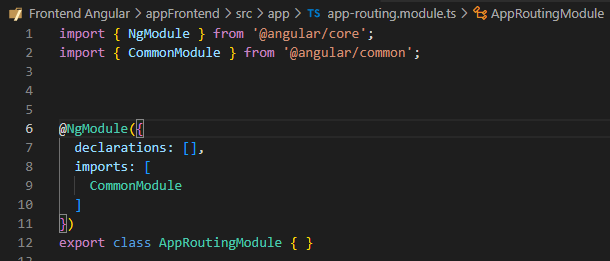 Frontend Angular > appFrontend > src > app > TS app-routing.module.ts > AppRoutingModule
1 import { NgModule } from '@angular/core';
2 import { CommonModule } from '@angular/common';
3
4
5
6 @NgModule({
7   declarations: [],
8   imports: [
9     CommonModule
10   ]
11 })
12 export class AppRoutingModule { }